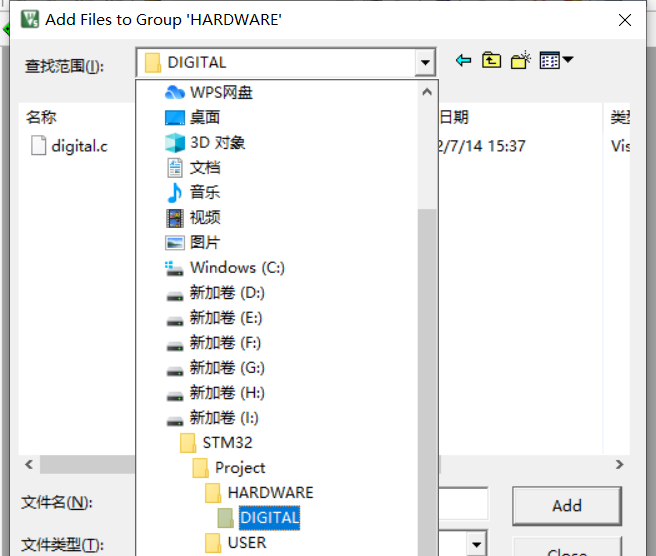 Add Files to Group 'HARDWARE'
查找范围(I):
DIGITAL
WPS网盘
桌面
3D 对象
文档
音乐
视频
图片
Windows (C:)
新加卷 (D:)
新加卷 (E:)
新加卷 (F:)
新加卷 (G:)
新加卷 (H:)
新加卷 (I:)
STM32
Project
HARDWARE
DIGITAL
USER
名称
日期
digital.c
2/7/14 15:37
Vis
文件名(N):
Add
文件类型(T):
Close